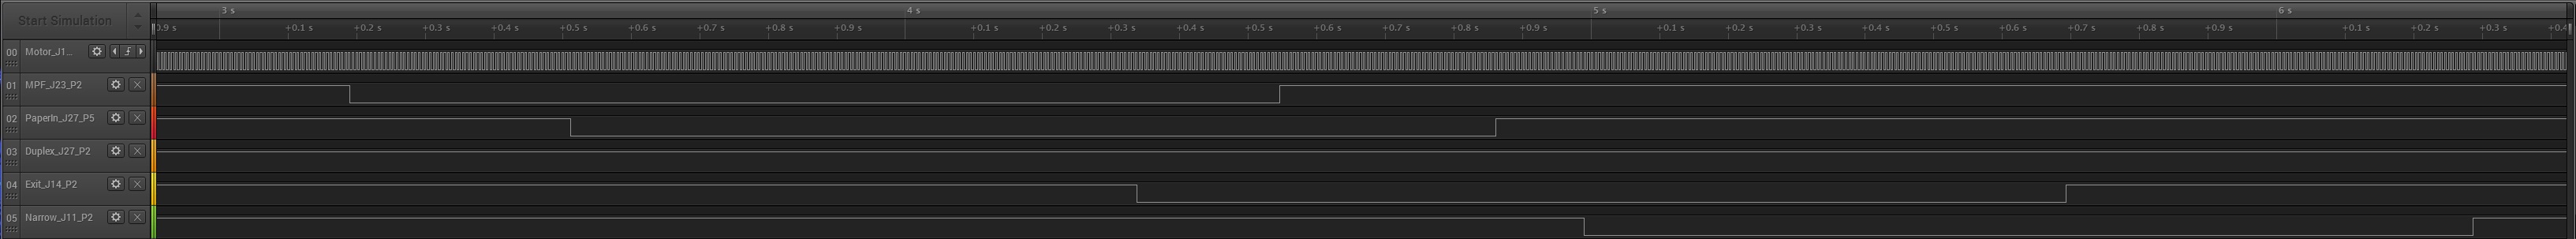 Start Simulation
3 s 4 s 5 s 6 s
0.9 s +0.1 s +0.2 s +0.3 s +0.4 s +0.5 s +0.6 s +0.7 s +0.8 s +0.9 s +0.1 s +0.2 s +0.3 s +0.4 s +0.5 s +0.6 s +0.7 s +0.8 s +0.9 s +0.1 s +0.2 s +0.3 s +0.4 s +0.5 s +0.6 s +0.7 s +0.8 s +0.9 s +0.1 s +0.2 s +0.3 s +0.4
00 Motor_J1...
01 MPF_J23_P2
02 PaperIn_J27_P5
03 Duplex_J27_P2
04 Exit_J14_P2
05 Narrow_J11_P2